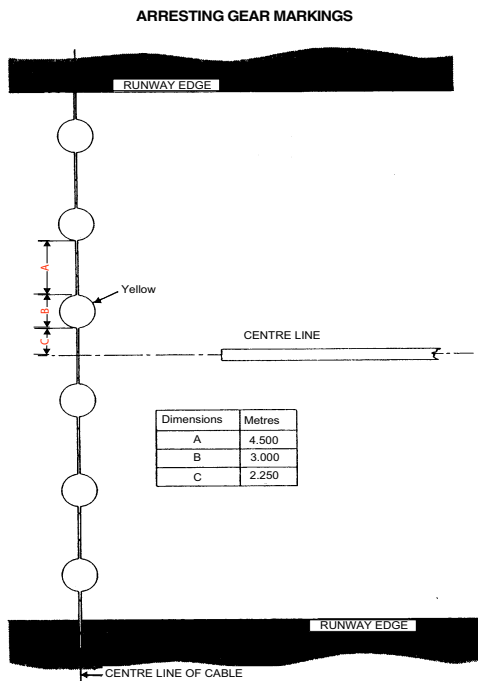 ARRESTING GEAR MARKINGS
RUNWAY EDGE
A
Yellow
B
C
CENTRE LINE
Dimensions Metres
A 4.500
B 3.000
C 2.250
RUNWAY EDGE
CENTRE LINE OF CABLE